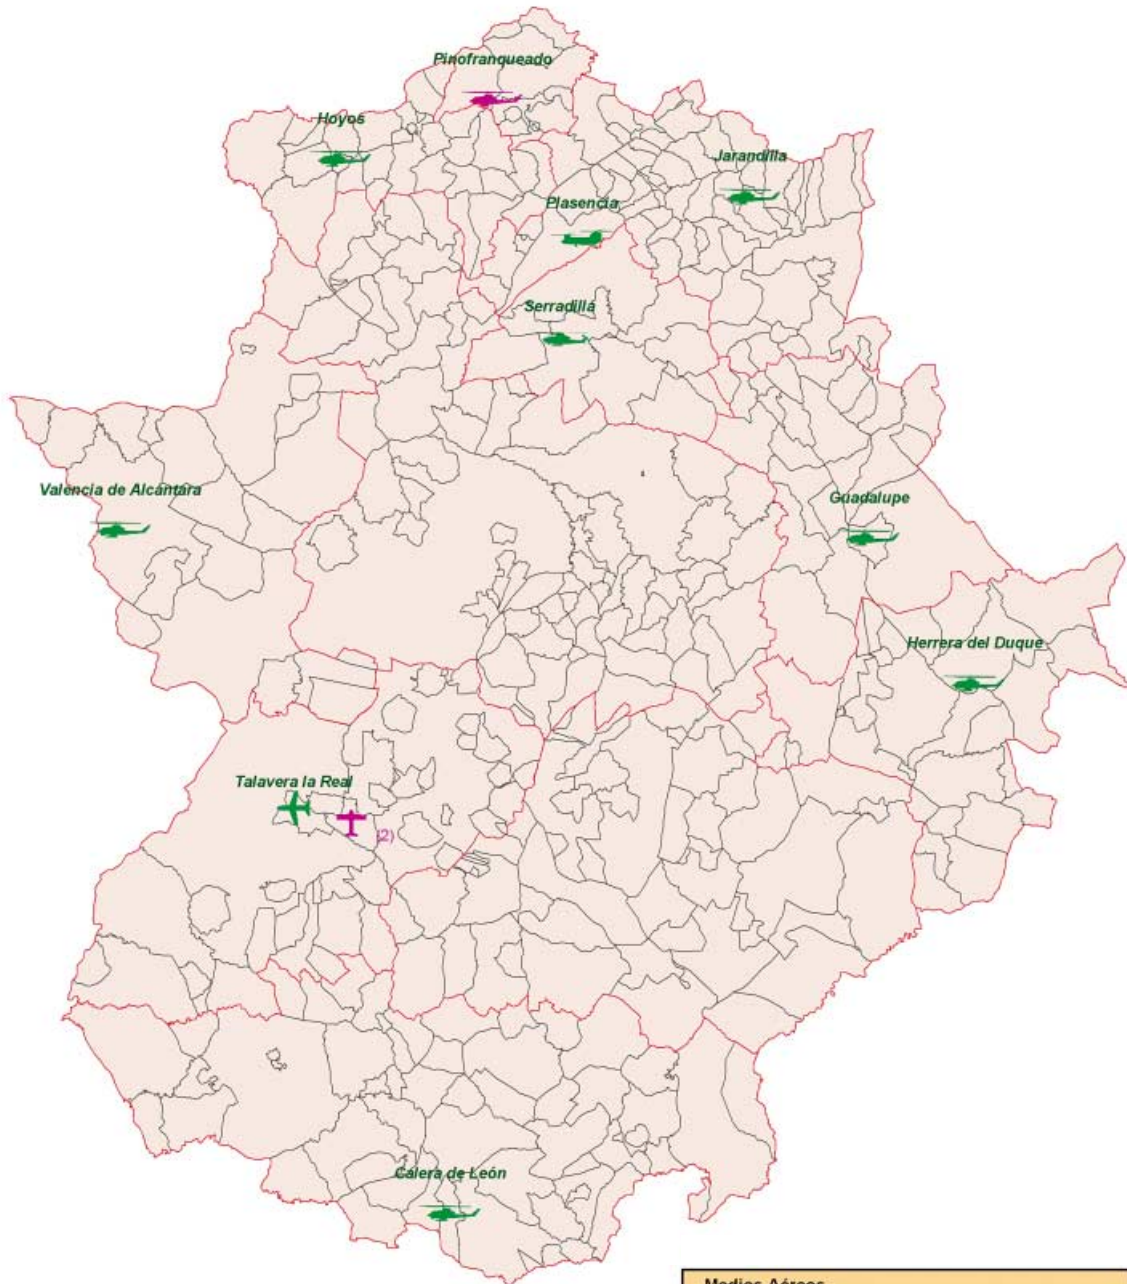 Pinofranqueado
Hoyos
Jarandilla
Plasencia
Serradilla
Valencia de Alcántara
Guadalupe
Herrera del Duque
Talavera la Real
(2)
Calera de León
Medios Aéreos